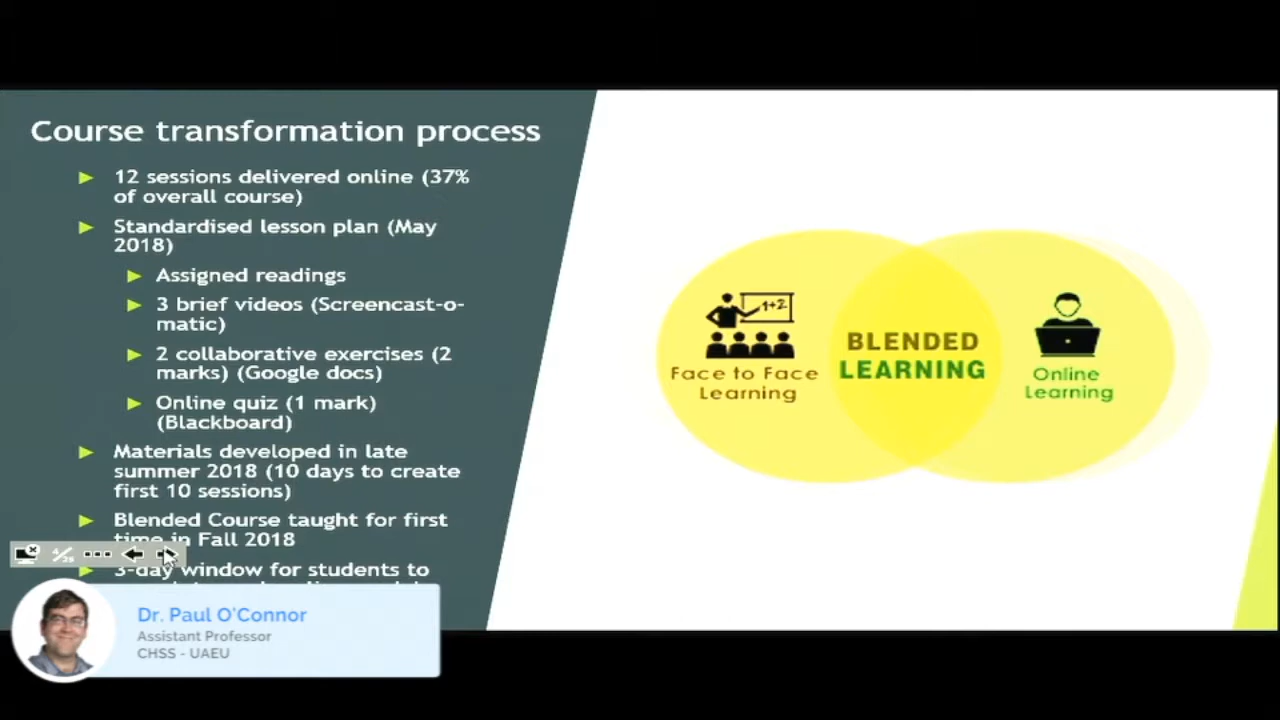 Course transformation process
12 sessions delivered online (37%
of overall course)
Standardised lesson plan (May
2018)
Assigned readings
3 brief videos (Screencast-o-
matic)
2 collaborative exercises (2
marks) (Google docs)
Online quiz (1 mark)
(Blackboard)
Materials developed in late
summer 2018 (10 days to create
first 10 sessions)
Blended Course taught for first
time in Fall 2018
3-day window for students to
1+2
Face to Face
Learning
BLENDED
LEARNING
Online
Learning
Dr. Paul O'Connor
Assistant Professor
CHSS - UAEU